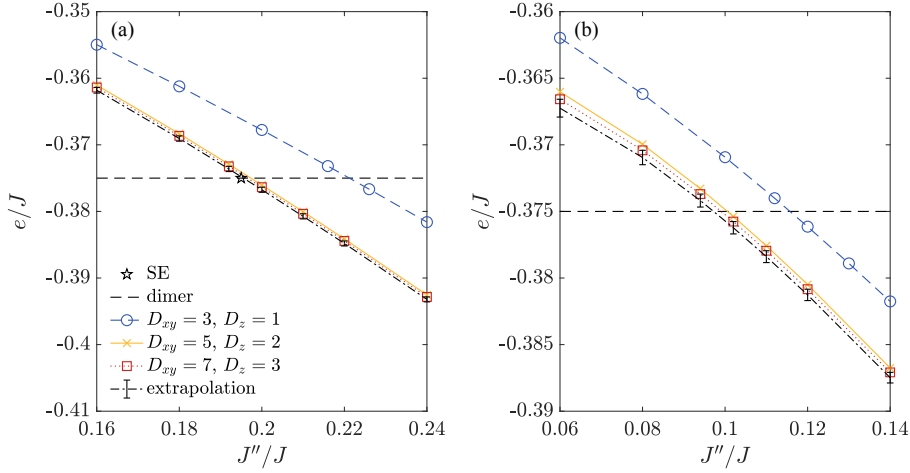 (a)
-0.35
-0.36
-0.37
-0.38
-0.39
-0.4
-0.41
e/J
0.16 0.18 0.2 0.22 0.24
J''/J
SE
dimer
D_{xy} = 3, D_z = 1
D_{xy} = 5, D_z = 2
D_{xy} = 7, D_z = 3
extrapolation
(b)
-0.36
-0.365
-0.37
-0.375
-0.38
-0.385
-0.39
e/J
0.06 0.08 0.1 0.12 0.14
J''/J